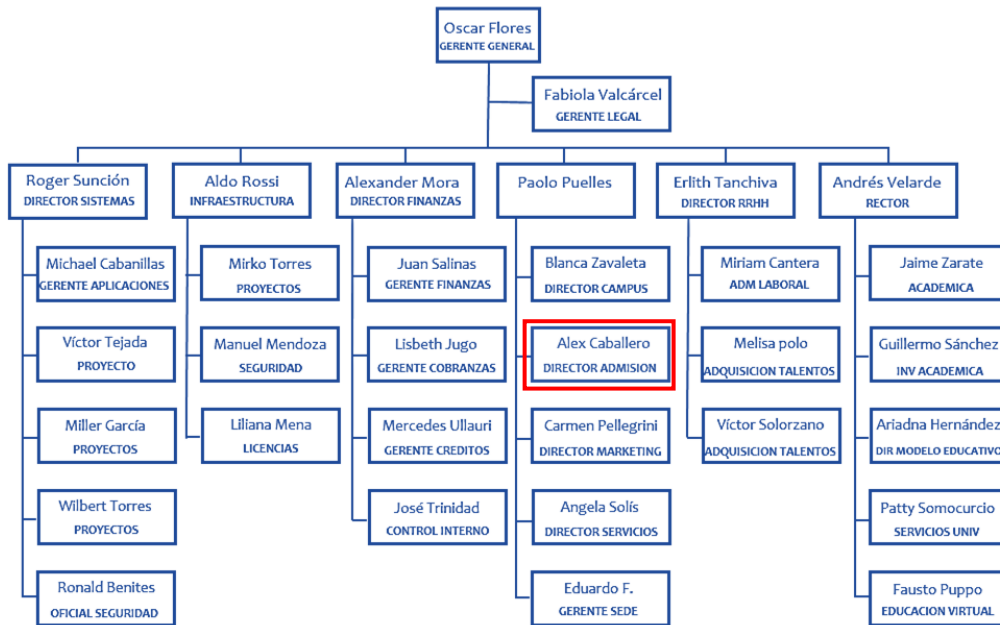 Oscar Flores
GERENTE GENERAL
Fabiola Valcárcel
GERENTE LEGAL
Roger Sunción
DIRECTOR SISTEMAS
Aldo Rossi
INFRAESTRUCTURA
Alexander Mora
DIRECTOR FINANZAS
Paolo Puelles
Erlith Tanchiva
DIRECTOR RRHH
Andrés Velarde
RECTOR
Michael Cabanillas
GERENTE APLICACIONES
Mirko Torres
PROYECTOS
Juan Salinas
GERENTE FINANZAS
Blanca Zavaleta
DIRECTOR CAMPUS
Miriam Cantera
ADM LABORAL
Jaime Zarate
ACADEMICA
Víctor Tejada
PROYECTO
Manuel Mendoza
SEGURIDAD
Lisbeth Jugo
GERENTE COBRANZAS
Alex Caballero
DIRECTOR ADMISION
Melisa polo
ADQUISICION TALENTOS
Guillermo Sánchez
INV ACADEMICA
Miller García
PROYECTOS
Liliana Mena
LICENCIAS
Mercedes Ullauri
GERENTE CREDITOS
Carmen Pellegrini
DIRECTOR MARKETING
Víctor Solorzano
ADQUISICION TALENTOS
Ariadna Hernández
DIR MODELO EDUCATIVO
Wilbert Torres
PROYECTOS
José Trinidad
CONTROL INTERNO
Angela Solís
DIRECTOR SERVICIOS
Patty Somocurcio
SERVICIOS UNIV
Ronald Benites
OFICIAL SEGURIDAD
Eduardo F.
GERENTE SEDE
Fausto Puppo
EDUCACION VIRTUAL